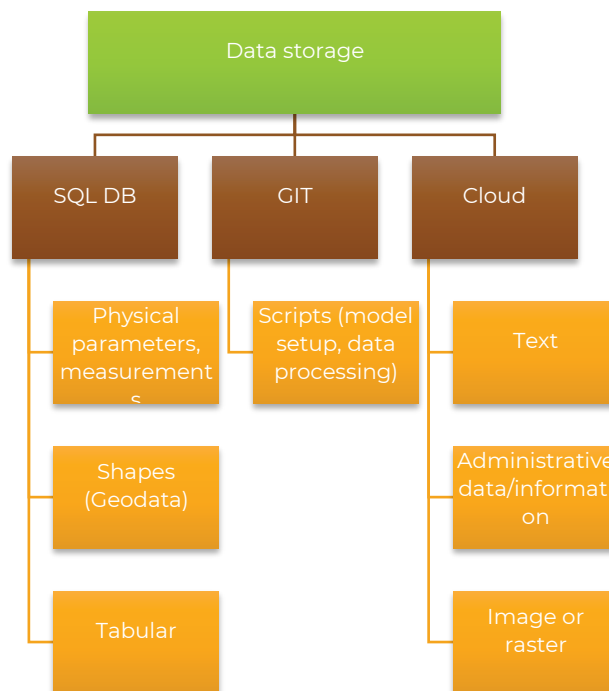 Data storage
SQL DB
GIT
Cloud
Physical
parameters,
measurement
s
Scripts (model
setup, data
processing)
Text
Shapes
(Geodata)
Administrative
data/informati
on
Tabular
Image or
raster